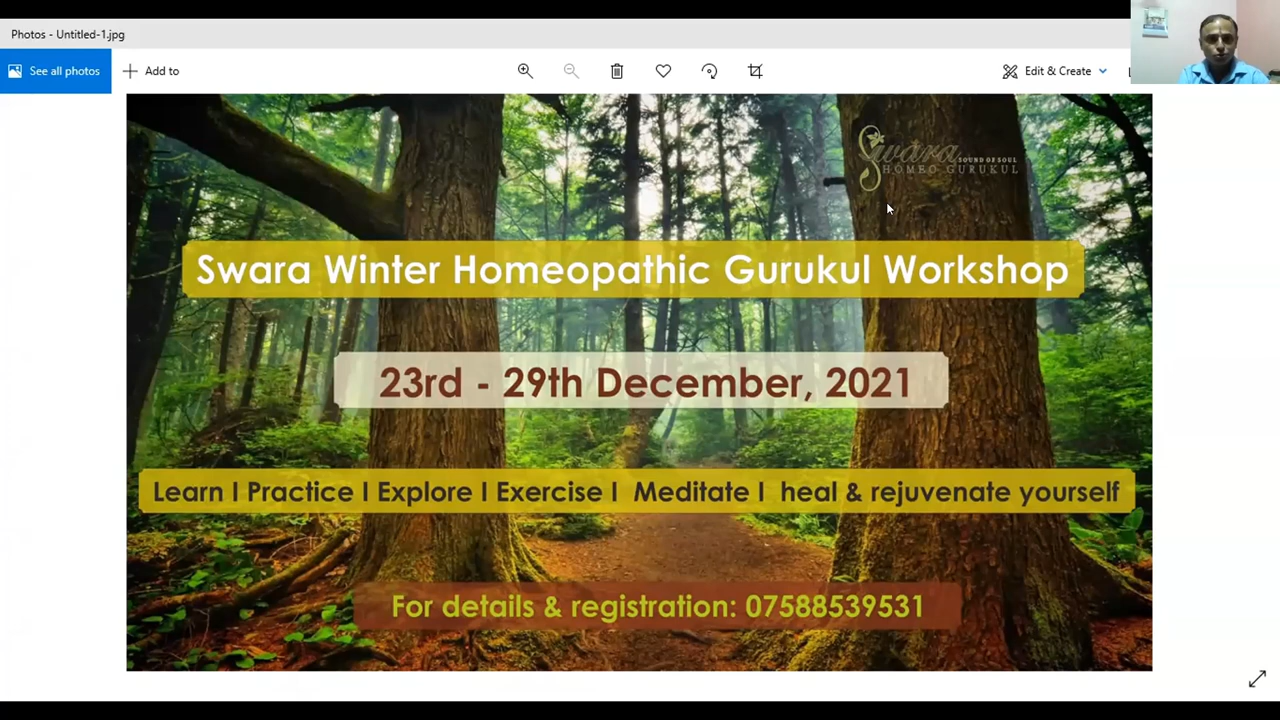 Photos - Untitled-1.jpg
See all photos
Add to
Edit & Create
Swara SOUND OF SOUL
HOMEO GURUKUL
Swara Winter Homeopathic Gurukul Workshop
23rd - 29th December, 2021
Learn I Practice I Explore I Exercise I Meditate I heal & rejuvenate yourself
For details & registration: 07588539531